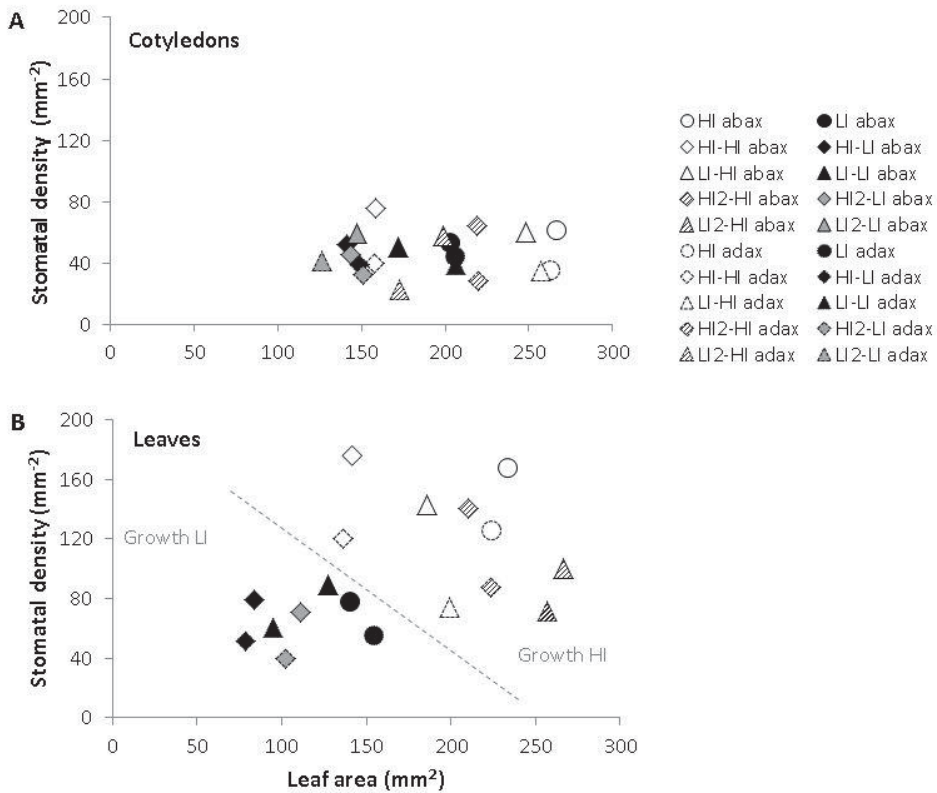 A
Cotyledons
Stomatal density (mm-2)
200
160
120
80
40
0
0 50 100 150 200 250 300
HI abax LI abax
HI-HI abax HI-LI abax
LI-HI abax LI-LI abax
HI2-HI abax HI2-LI abax
LI2-HI abax LI2-LI abax
HI adax LI adax
HI-HI adax HI-LI adax
LI-HI adax LI-LI adax
HI2-HI adax HI2-LI adax
LI2-HI adax LI2-LI adax
B
Leaves
Stomatal density (mm-2)
200
160
120
80
40
0
Growth LI
Growth HI
0 50 100 150 200 250 300
Leaf area (mm2)